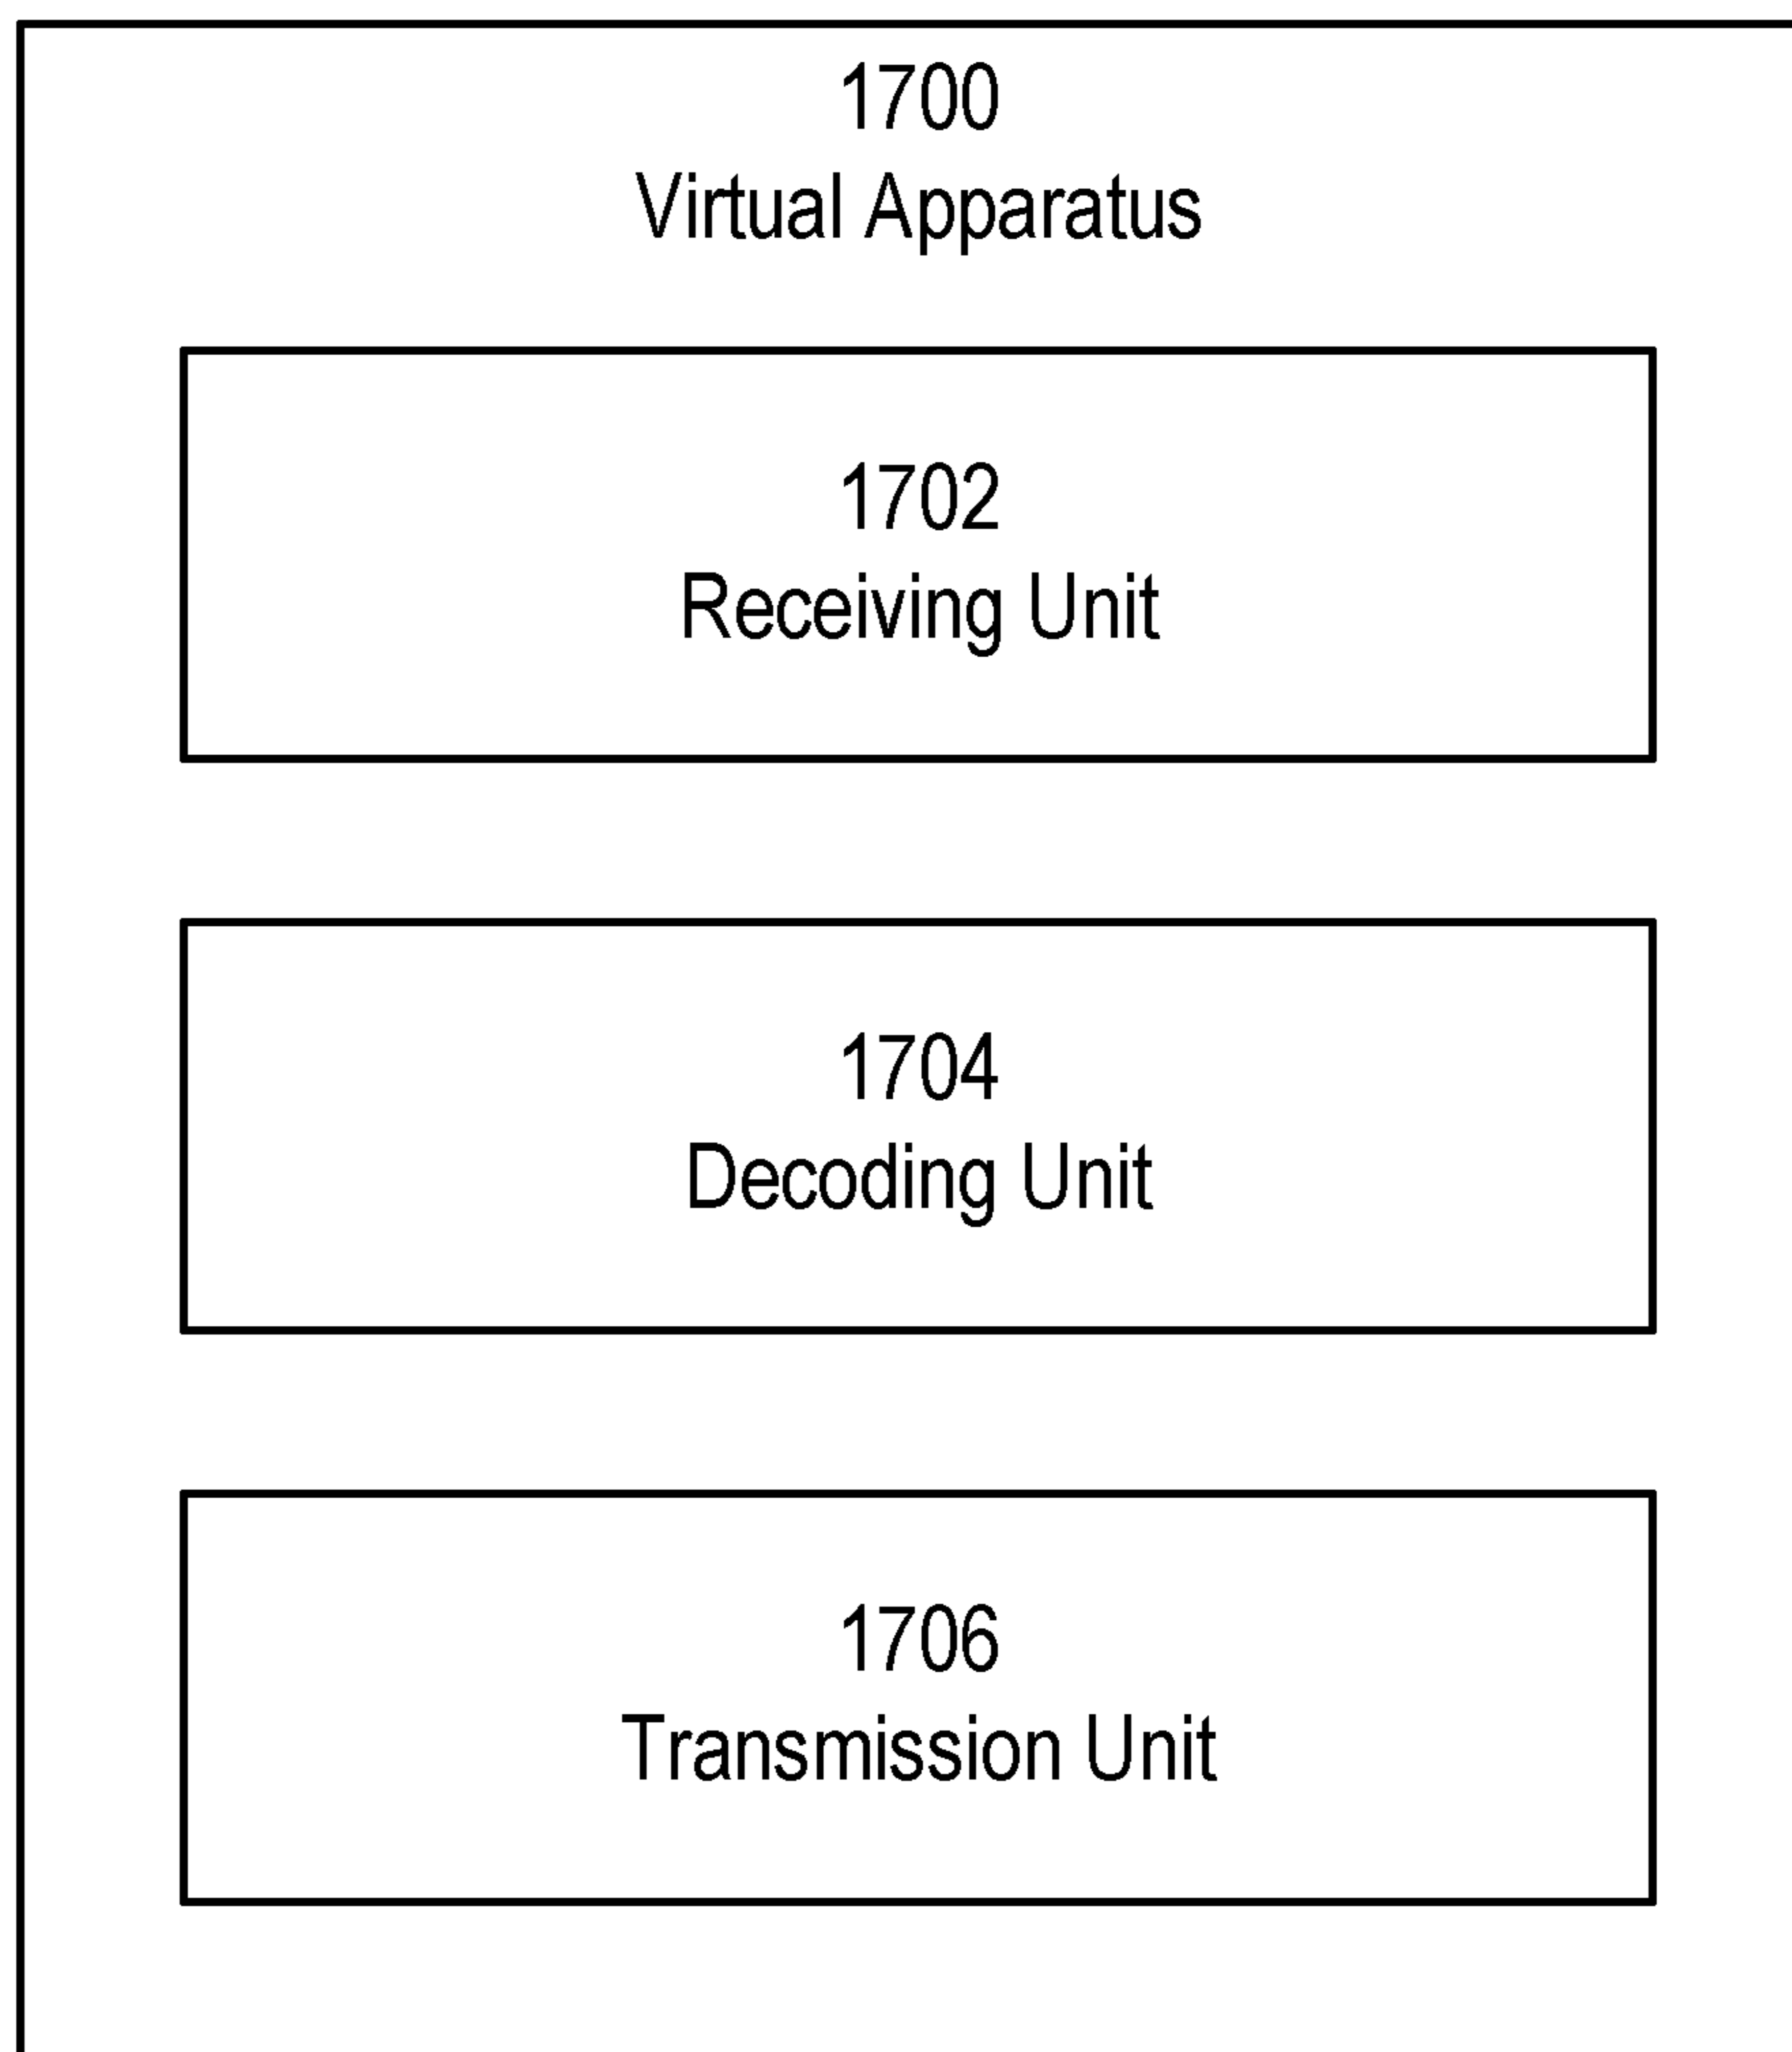 1700
Virtual Apparatus
1702
Receiving Unit
1704
Decoding Unit
1706
Transmission Unit